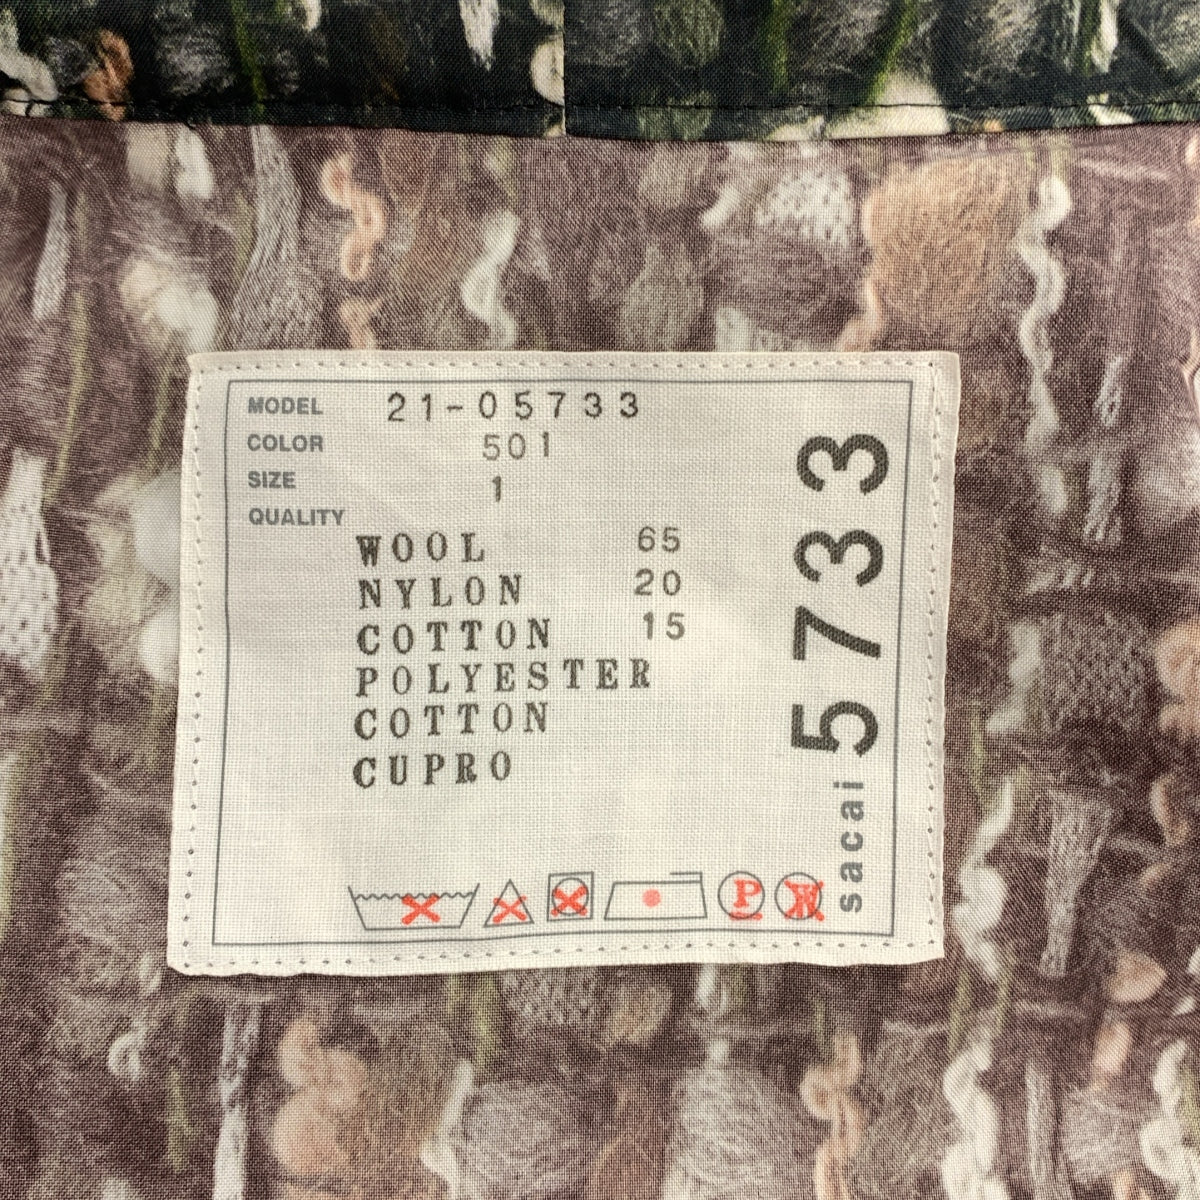 MODEL 21-05733
COLOR 501
SIZE 1
QUALITY
WOOL 65
NYLON 20
COTTON 15
POLYESTER
COTTON
CUPRO
P W
sacai 5733